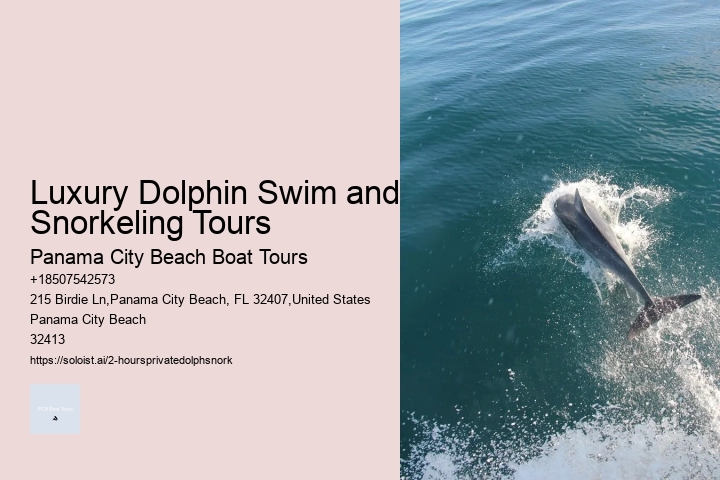 Luxury Dolphin Swim and
Snorkeling Tours
Panama City Beach Boat Tours
+18507542573
215 Birdie Ln,Panama City Beach, FL 32407,United States
Panama City Beach
32413
https://soloist.ai/2-hoursprivatedolphsnork